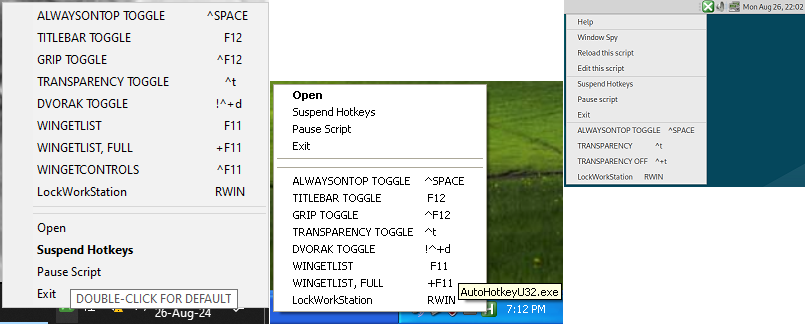 ALWAYSONTOP TOGGLE ^SPACE
TITLEBAR TOGGLE F12
GRIP TOGGLE ^F12
TRANSPARENCY TOGGLE ^t
DVORAK TOGGLE !^+d
WINGETLIST F11
WINGETLIST, FULL +F11
WINGETCONTROLS ^F11
LockWorkStation RWIN
Open
Suspend Hotkeys
Pause Script
Exit
DOUBLE-CLICK FOR DEFAULT
26-Aug-24
Open
Suspend Hotkeys
Pause Script
Exit
ALWAYSONTOP TOGGLE ^SPACE
TITLEBAR TOGGLE F12
GRIP TOGGLE ^F12
TRANSPARENCY TOGGLE ^t
DVORAK TOGGLE !^+d
WINGETLIST F11
WINGETLIST, FULL +F11
LockWorkStation RWIN
AutoHotkeyU32.exe
7:12 PM
Mon Aug 26, 22:02
Help
Window Spy
Reload this script
Edit this script
Suspend Hotkeys
Pause script
Exit
ALWAYSONTOP TOGGLE ^SPACE
TRANSPARENCY ^t
TRANSPARENCY OFF ^+t
LockWorkStation RWIN